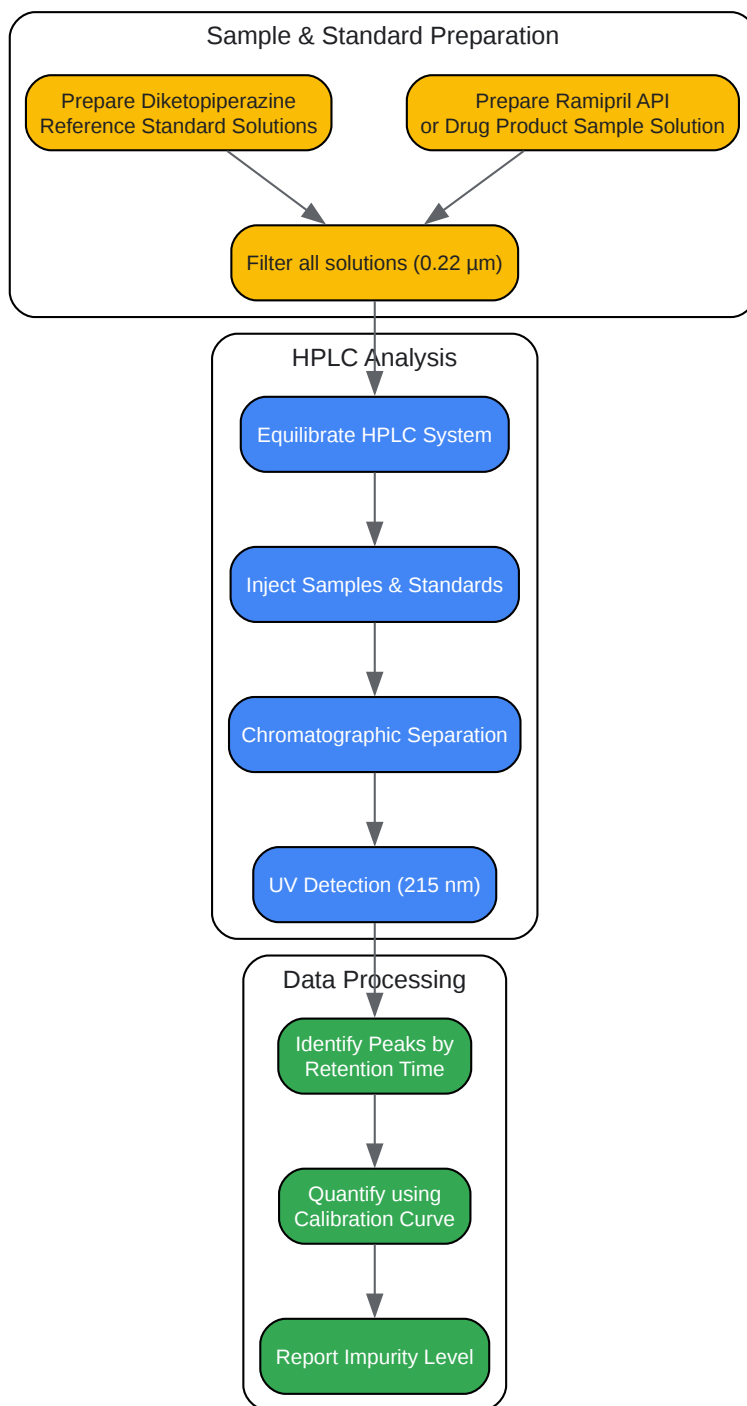 Sample & Standard Preparation
Prepare Diketopiperazine
Reference Standard Solutions
Prepare Ramipril API
or Drug Product Sample Solution
Filter all solutions (0.22 µm)
HPLC Analysis
Equilibrate HPLC System
Inject Samples & Standards
Chromatographic Separation
UV Detection (215 nm)
Data Processing
Identify Peaks by
Retention Time
Quantify using
Calibration Curve
Report Impurity Level